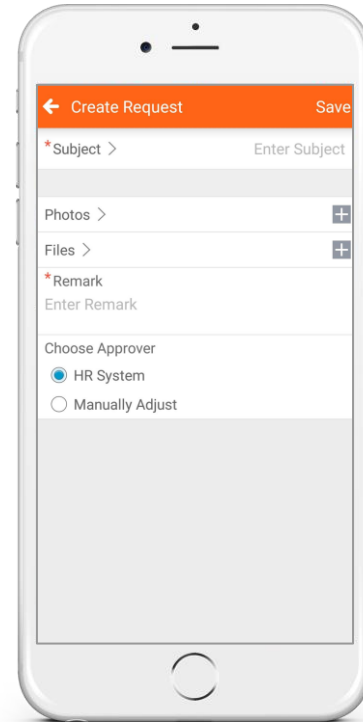 Create Request Save
*Subject > Enter Subject
Photos >
Files >
*Remark
Enter Remark
Choose Approver
HR System
Manually Adjust